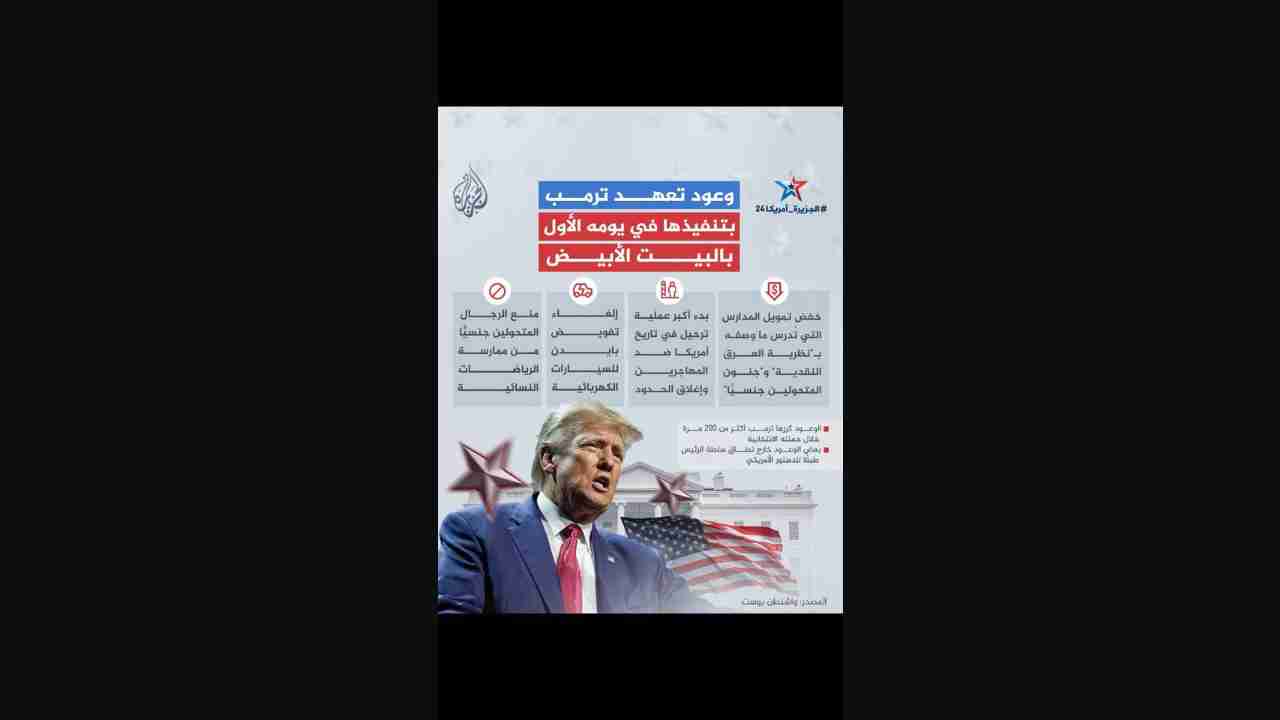 #الجزيرة_أمريكا24
الجزيرة
وعود تعهد ترمب
بتنفيذها في يومه الأول
بالبيت الأبيض
خفض تمويل المدارس
التي تدرس ما وصفه
بـ"نظرية العرق
النقدية" و"جنون
المتحولين جنسيًا"
بدء أكبر عملية
ترحيل في تاريخ
أمريكا ضد
المهاجرين
وإغلاق الحدود
إلغاء
تفويض
بايدن
للسيارات
الكهربائية
منع الرجال
المتحولين جنسيًا
من ممارسة
الرياضات
النسائية
الوعود كررها ترمب أكثر من 200 مرة
خلال حملته الانتخابية
بعض الوعود خارج نطاق سلطة الرئيس
طبقا للدستور الأمريكي
المصدر: واشنطن بوست